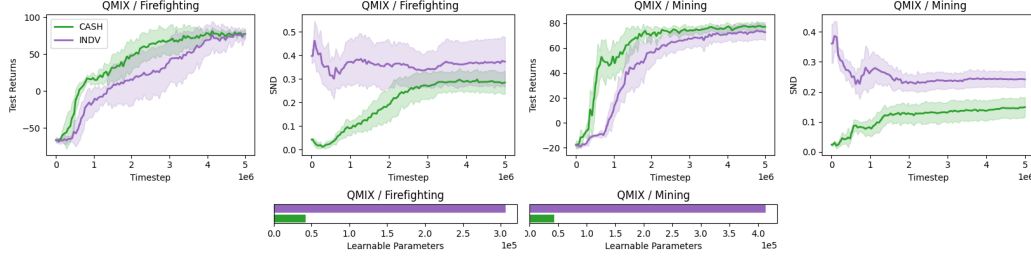 QMIX / Firefighting
CASH
INDV
Test Returns
100
50
0
−50
0 1 2 3 4 5
Timestep
1e6
QMIX / Firefighting
SND
0.5
0.4
0.3
0.2
0.1
0.0
0 1 2 3 4 5
Timestep
1e6
QMIX / Mining
Test Returns
80
60
40
20
0
−20
0 1 2 3 4 5
Timestep
1e6
QMIX / Mining
SND
0.4
0.3
0.2
0.1
0.0
0 1 2 3 4 5
Timestep
1e6
QMIX / Firefighting
0.0 0.5 1.0 1.5 2.0 2.5 3.0
Learnable Parameters
1e5
QMIX / Mining
0.0 0.5 1.0 1.5 2.0 2.5 3.0 3.5 4.0
Learnable Parameters
1e5